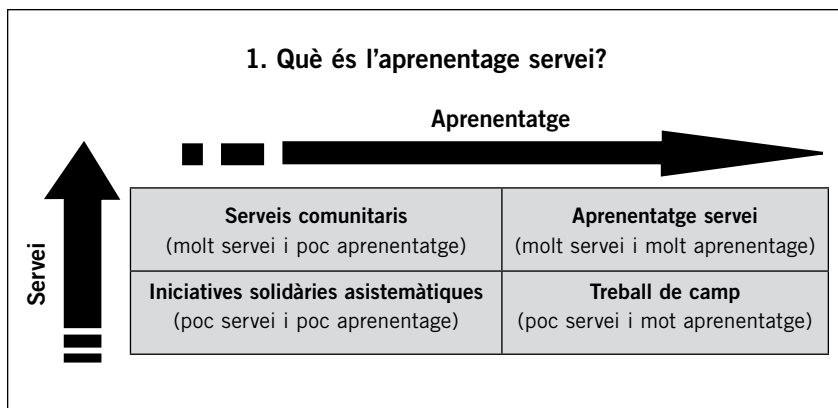 1. Què és l’aprenentage servei?
Aprenentatge
Servei
Serveis comunitaris
(molt servei i poc aprenentatge)
Aprenentatge servei
(molt servei i molt aprenentage)
Iniciatives solidàries asistemàtiques
(poc servei i poc aprenentage)
Treball de camp
(poc servei i mot aprenentatge)